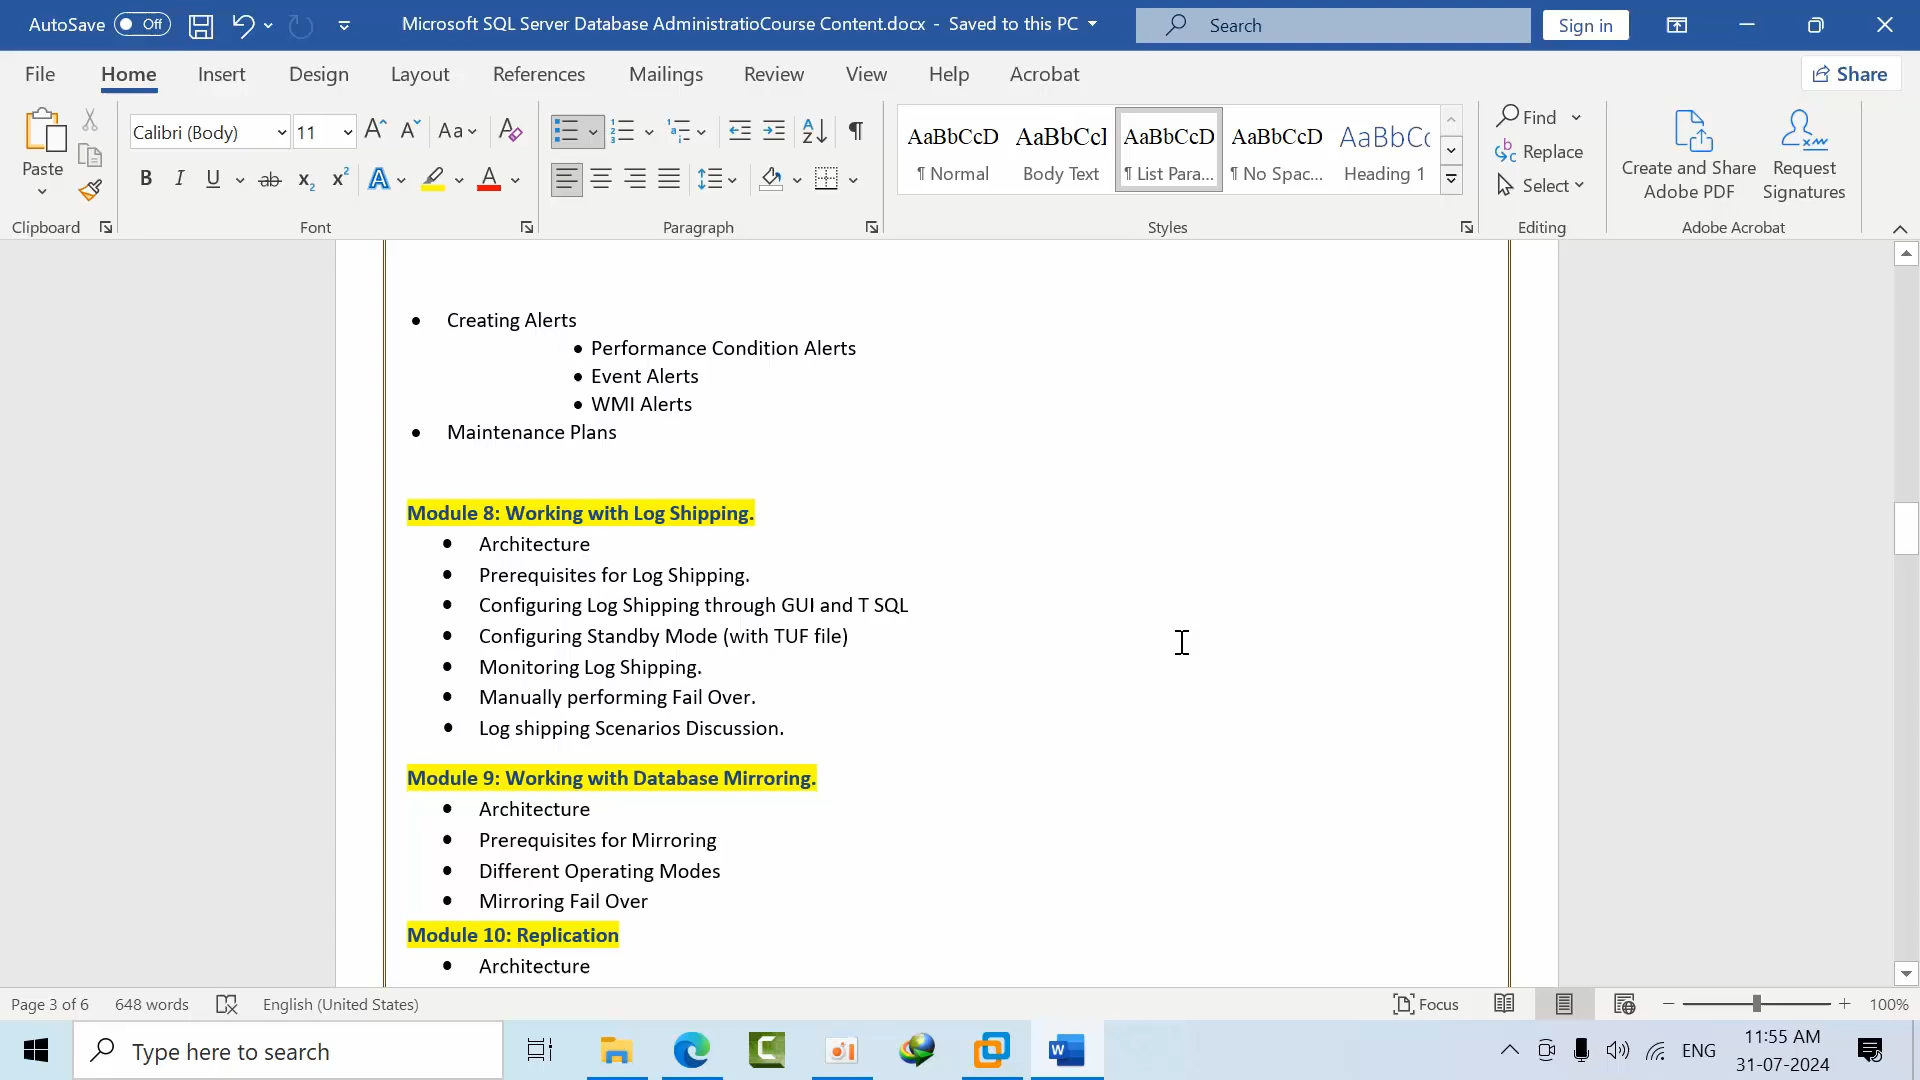 AutoSave Off Microsoft SQL Server Database AdministratioCourse Content.docx - Saved to this PC Search Sign in
File Home Insert Design Layout References Mailings Review View Help Acrobat Share
Paste
Clipboard
Calibri (Body) 11
Font
Paragraph
AaBbCcD AaBbCcI AaBbCcD AaBbCcD AaBbCc
¶ Normal Body Text ¶ List Para... ¶ No Spac... Heading 1
Styles
Find
Replace
Select
Editing
Create and Share Adobe PDF
Request Signatures
Adobe Acrobat
• Creating Alerts
• Performance Condition Alerts
• Event Alerts
• WMI Alerts
• Maintenance Plans
Module 8: Working with Log Shipping.
• Architecture
• Prerequisites for Log Shipping.
• Configuring Log Shipping through GUI and T SQL
• Configuring Standby Mode (with TUF file)
• Monitoring Log Shipping.
• Manually performing Fail Over.
• Log shipping Scenarios Discussion.
Module 9: Working with Database Mirroring.
• Architecture
• Prerequisites for Mirroring
• Different Operating Modes
• Mirroring Fail Over
Module 10: Replication
• Architecture
Page 3 of 6 648 words English (United States) Focus 100%
Type here to search
ENG
11:55 AM
31-07-2024